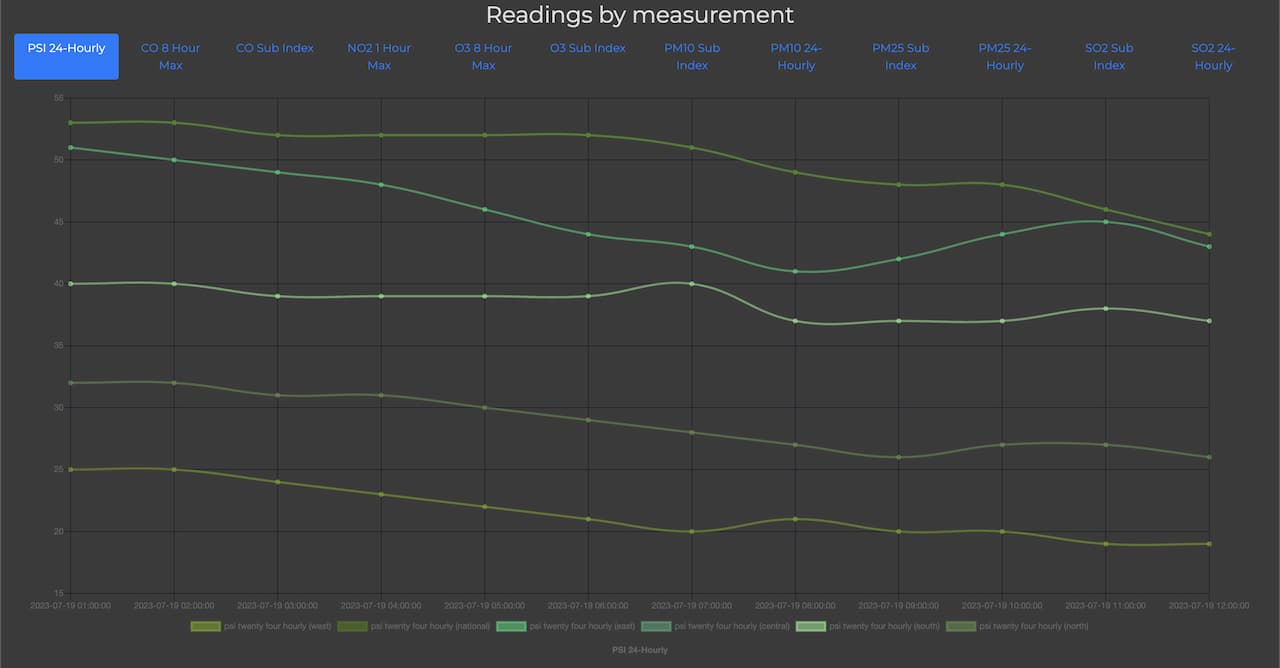 Readings by measurement
PSI 24-Hourly
CO 8 Hour
Max
CO Sub Index
NO2 1 Hour
Max
O3 8 Hour
Max
O3 Sub Index
PM10 Sub
Index
PM10 24-
Hourly
PM25 Sub
Index
PM25 24-
Hourly
SO2 Sub
Index
SO2 24-
Hourly
55
50
45
40
35
30
25
20
15
2023-07-19 01:00:00 2023-07-19 02:00:00 2023-07-19 03:00:00 2023-07-19 04:00:00 2023-07-19 05:00:00 2023-07-19 06:00:00 2023-07-19 07:00:00 2023-07-19 08:00:00 2023-07-19 09:00:00 2023-07-19 10:00:00 2023-07-19 11:00:00 2023-07-19 12:00:00
psi twenty four hourly (west) psi twenty four hourly (national) psi twenty four hourly (east) psi twenty four hourly (central) psi twenty four hourly (south) psi twenty four hourly (north)
PSI 24-Hourly